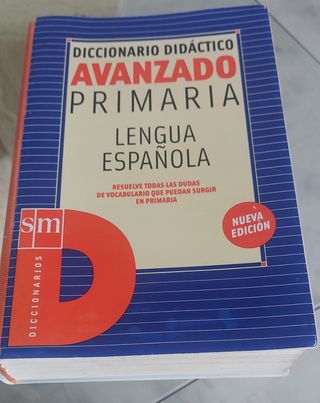 DICCIONARIO DIDÁCTICO
AVANZADO
PRIMARIA
LENGUA
ESPAÑOLA
RESUELVE TODAS LAS DUDAS
DE VOCABULARIO QUE PUEDAN SURGIR
EN PRIMARIA
NUEVA
EDICIÓN
sm
D
DICCIONARIOS